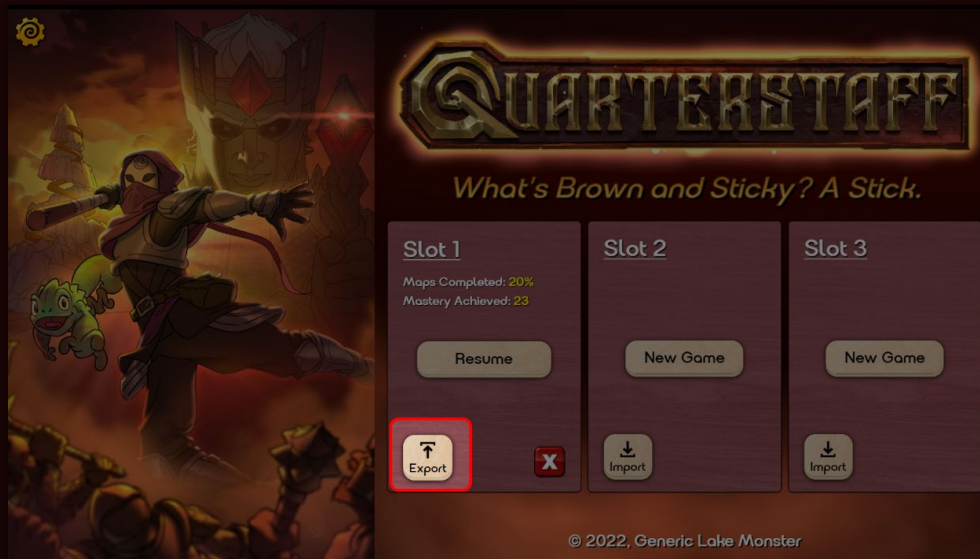 QUARTERSTAFF
What's Brown and Sticky? A Stick.
Slot 1
Maps Completed: 20%
Mastery Achieved: 23
Resume
Export
X
Slot 2
New Game
Import
Slot 3
New Game
Import
© 2022, Generic Lake Monster